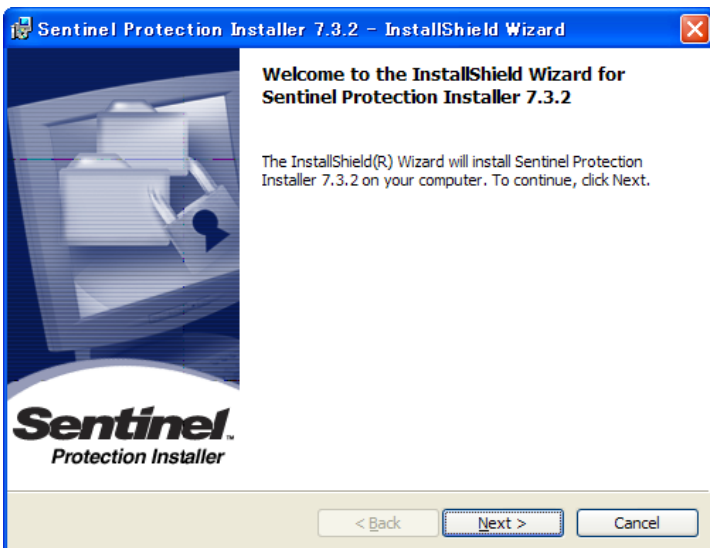 Sentinel Protection Installer 7.3.2 - InstallShield Wizard
Welcome to the InstallShield Wizard for
Sentinel Protection Installer 7.3.2
The InstallShield(R) Wizard will install Sentinel Protection
Installer 7.3.2 on your computer. To continue, click Next.
Sentinel™
Protection Installer
< Back
Next >
Cancel